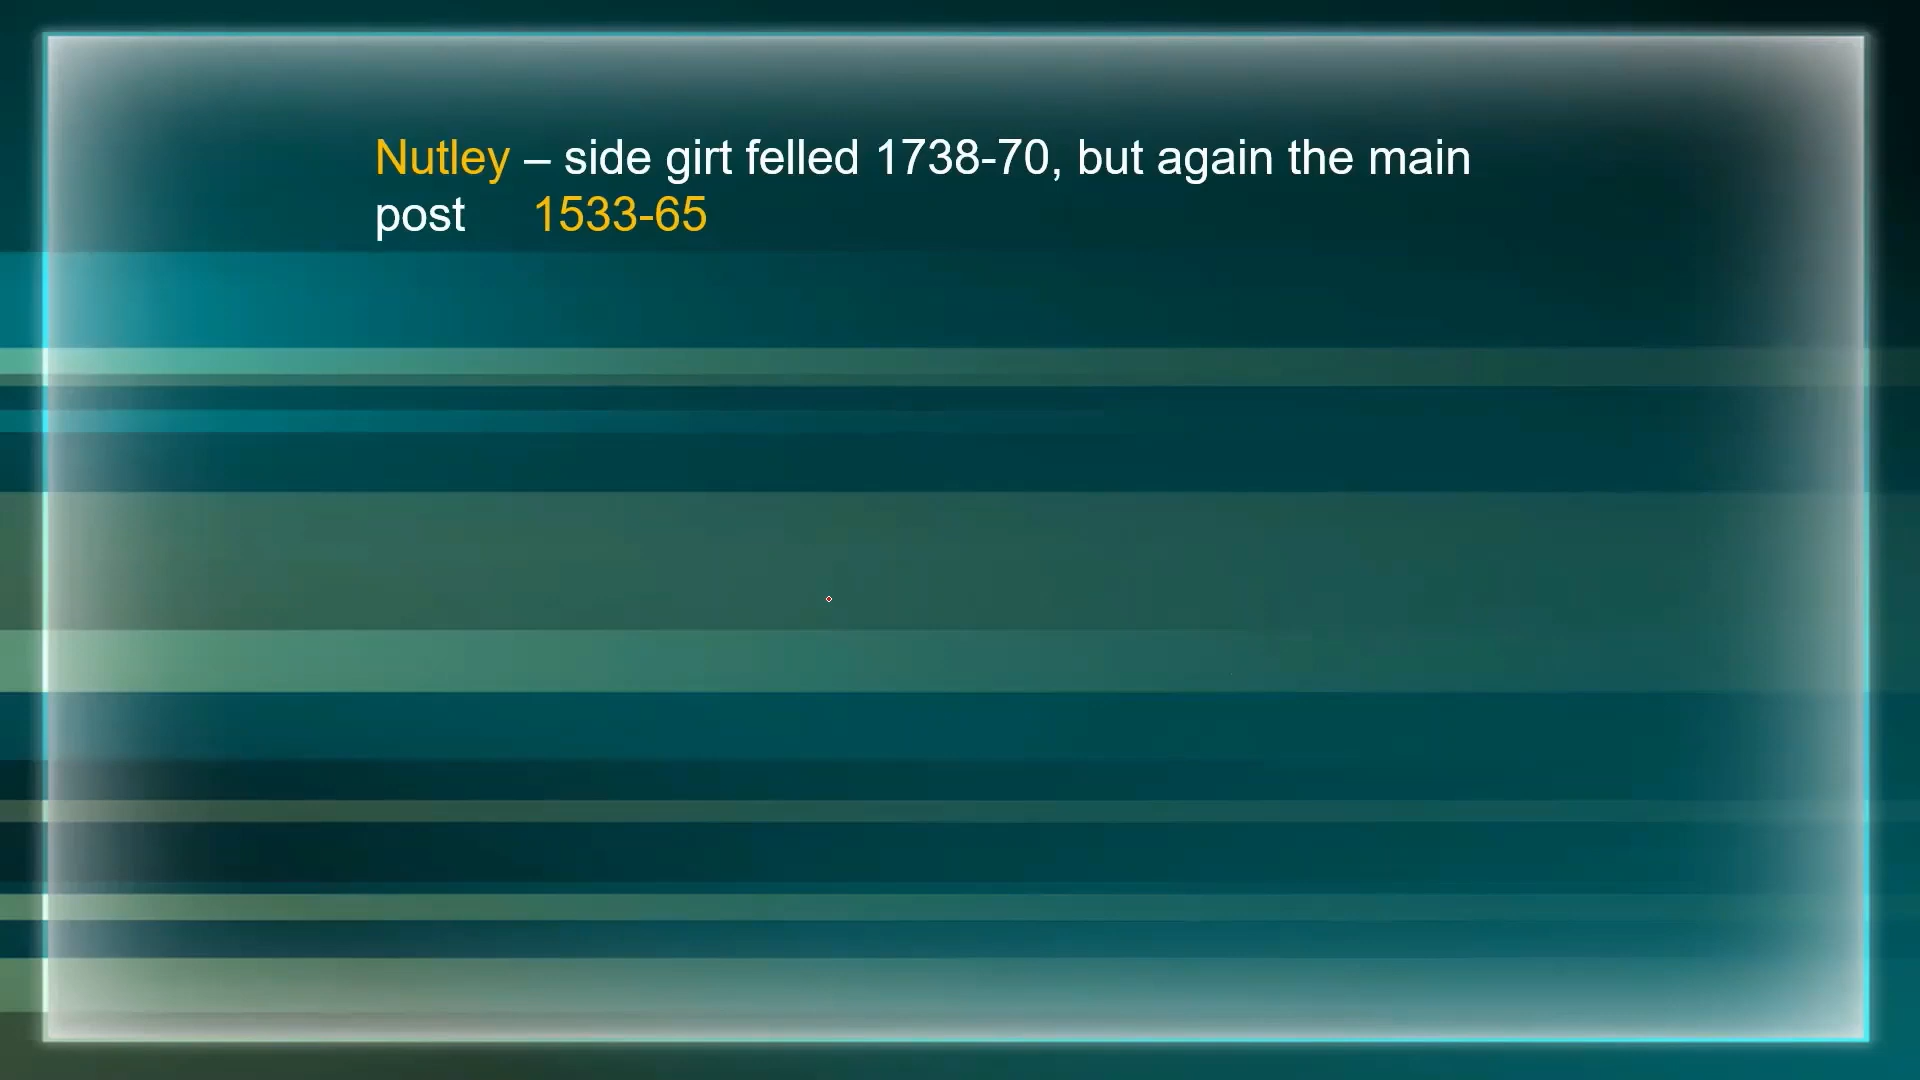 Nutley – side girt felled 1738-70, but again the main
post 1533-65